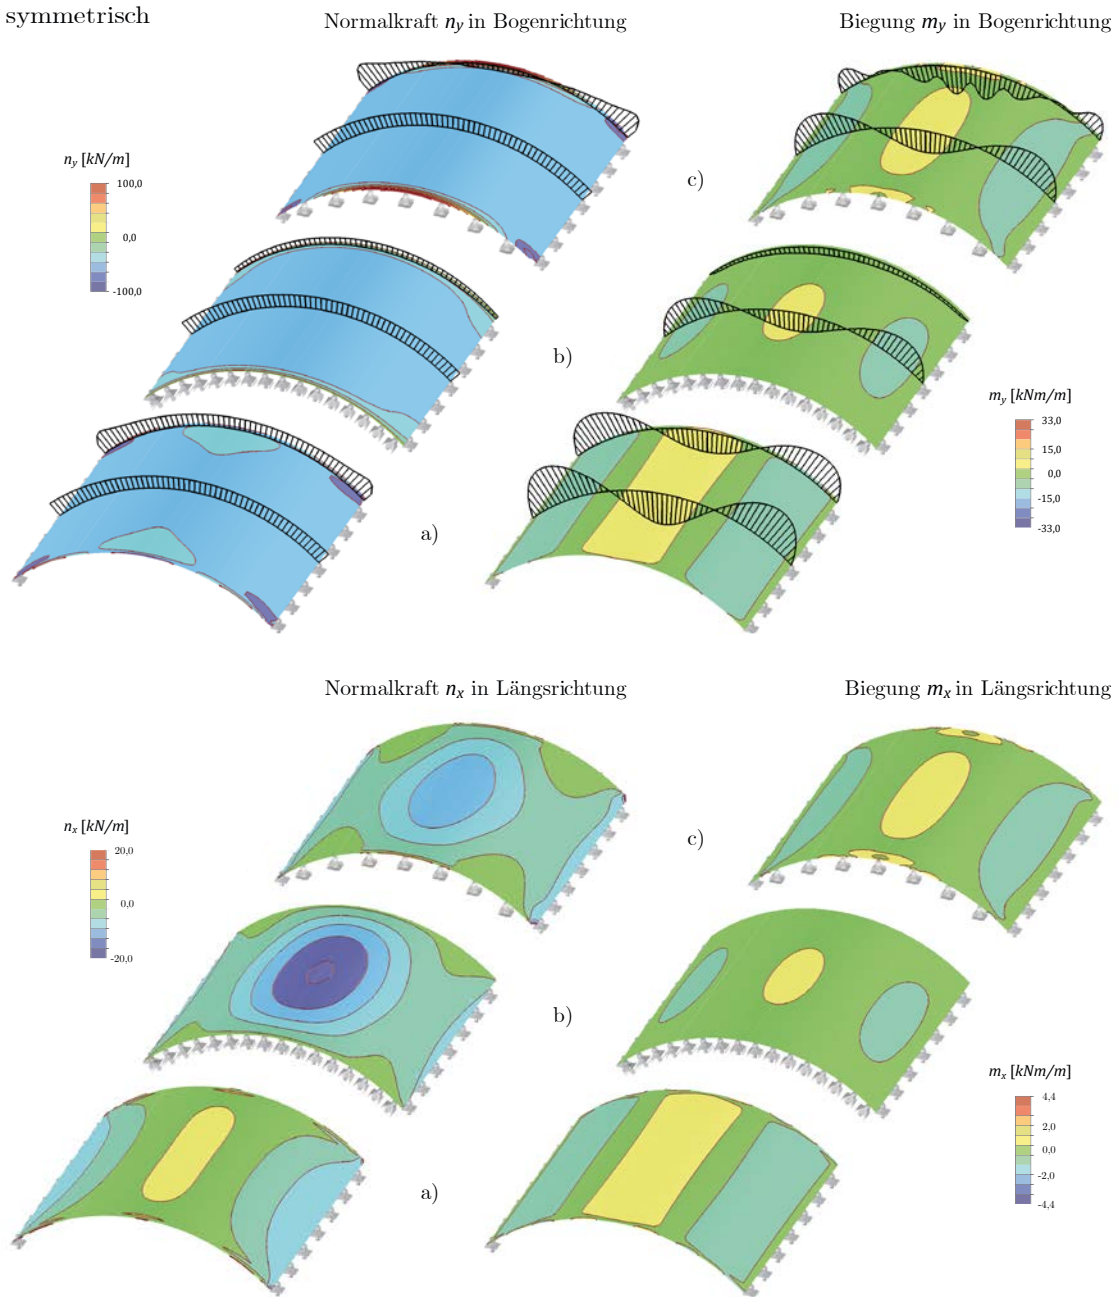 symmetrisch
Normalkraft n_y in Bogenrichtung
Biegung m_y in Bogenrichtung
n_y [kN/m]
100,0
0,0
-100,0
c)
b)
a)
m_y [kNm/m]
33,0
15,0
0,0
-15,0
-33,0
Normalkraft n_x in Längsrichtung
Biegung m_x in Längsrichtung
n_x [kN/m]
20,0
0,0
-20,0
c)
b)
a)
m_x [kNm/m]
4,4
2,0
0,0
-2,0
-4,4